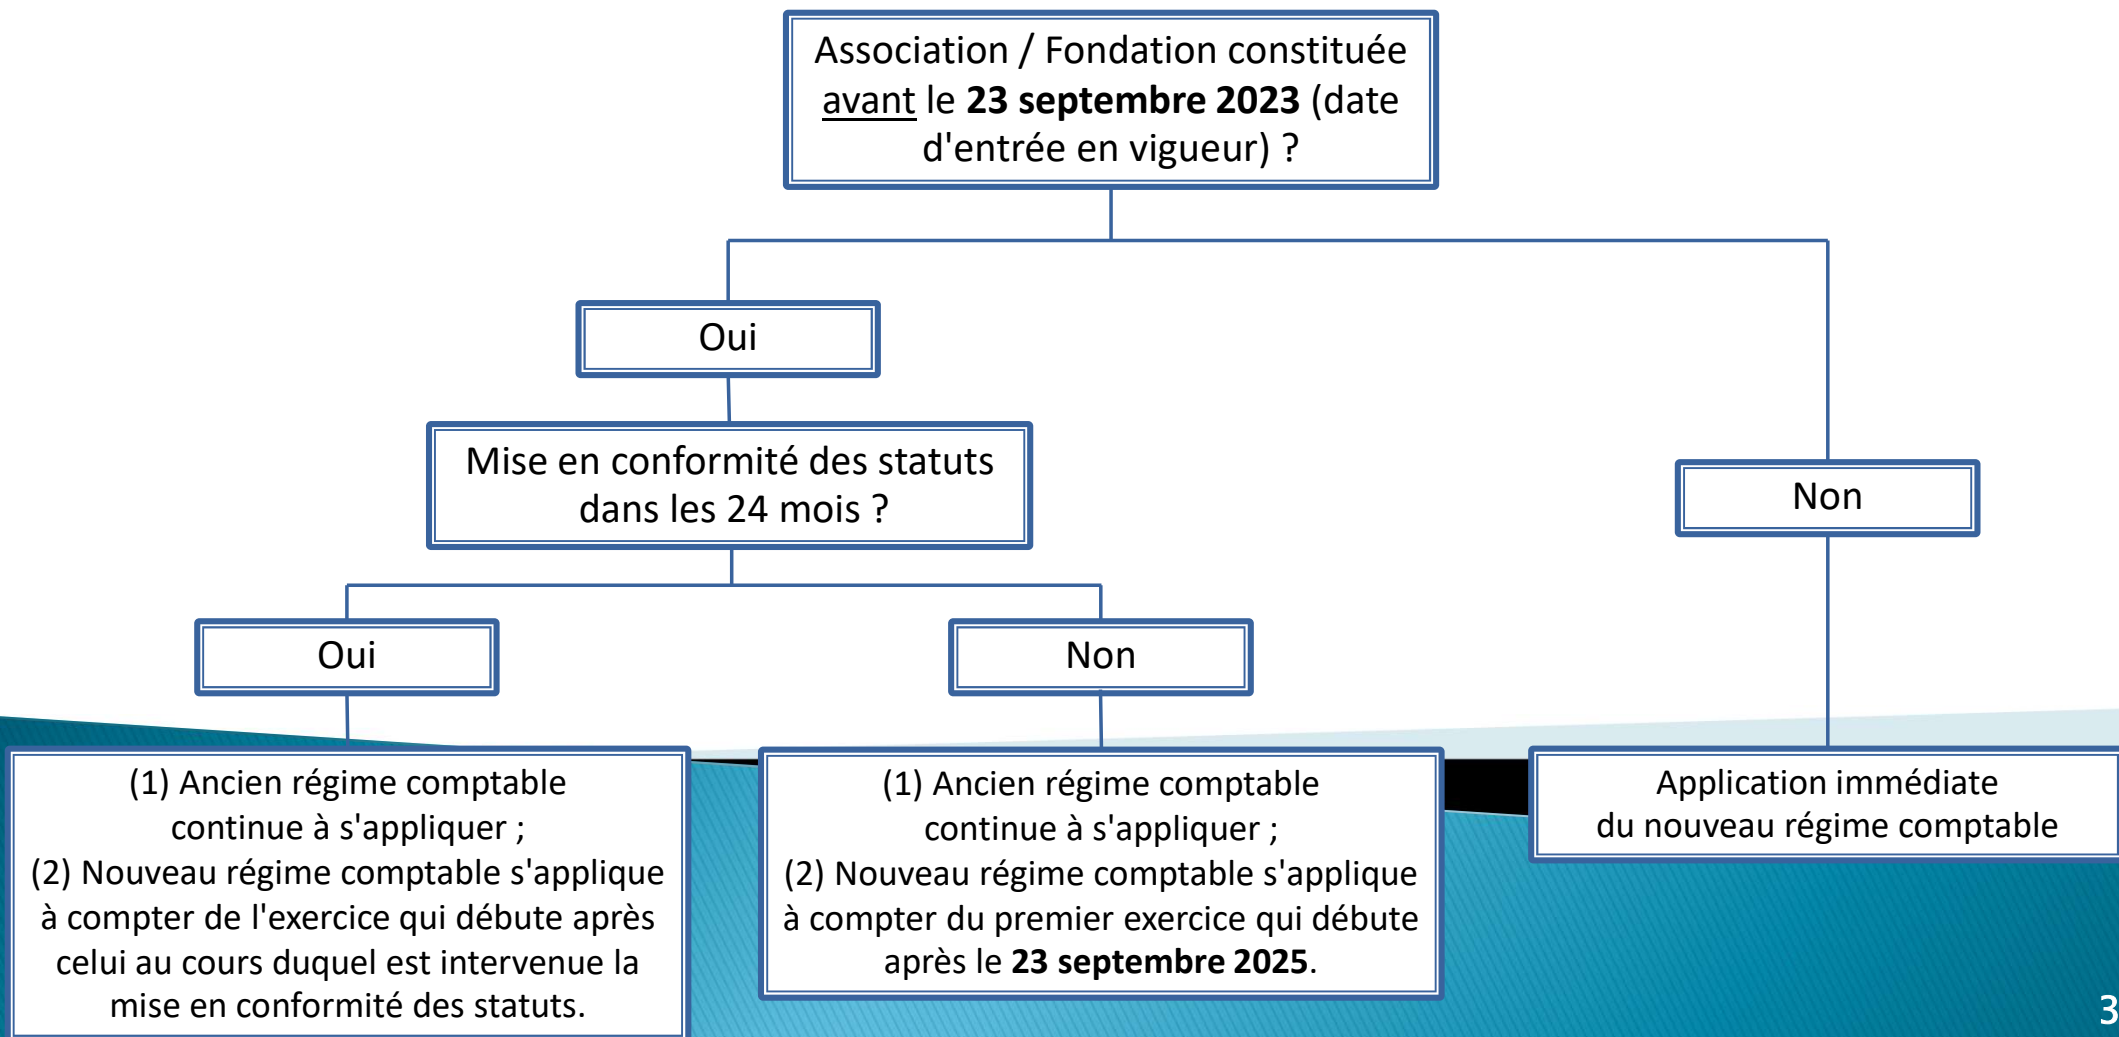 Association / Fondation constituée
avant le 23 septembre 2023 (date
d'entrée en vigueur) ?
Oui
Mise en conformité des statuts
dans les 24 mois ?
Non
Oui
Non
(1) Ancien régime comptable
continue à s'appliquer ;
(2) Nouveau régime comptable s'applique
à compter de l'exercice qui débute après
celui au cours duquel est intervenue la
mise en conformité des statuts.
(1) Ancien régime comptable
continue à s'appliquer ;
(2) Nouveau régime comptable s'applique
à compter du premier exercice qui débute
après le 23 septembre 2025.
Application immédiate
du nouveau régime comptable
3